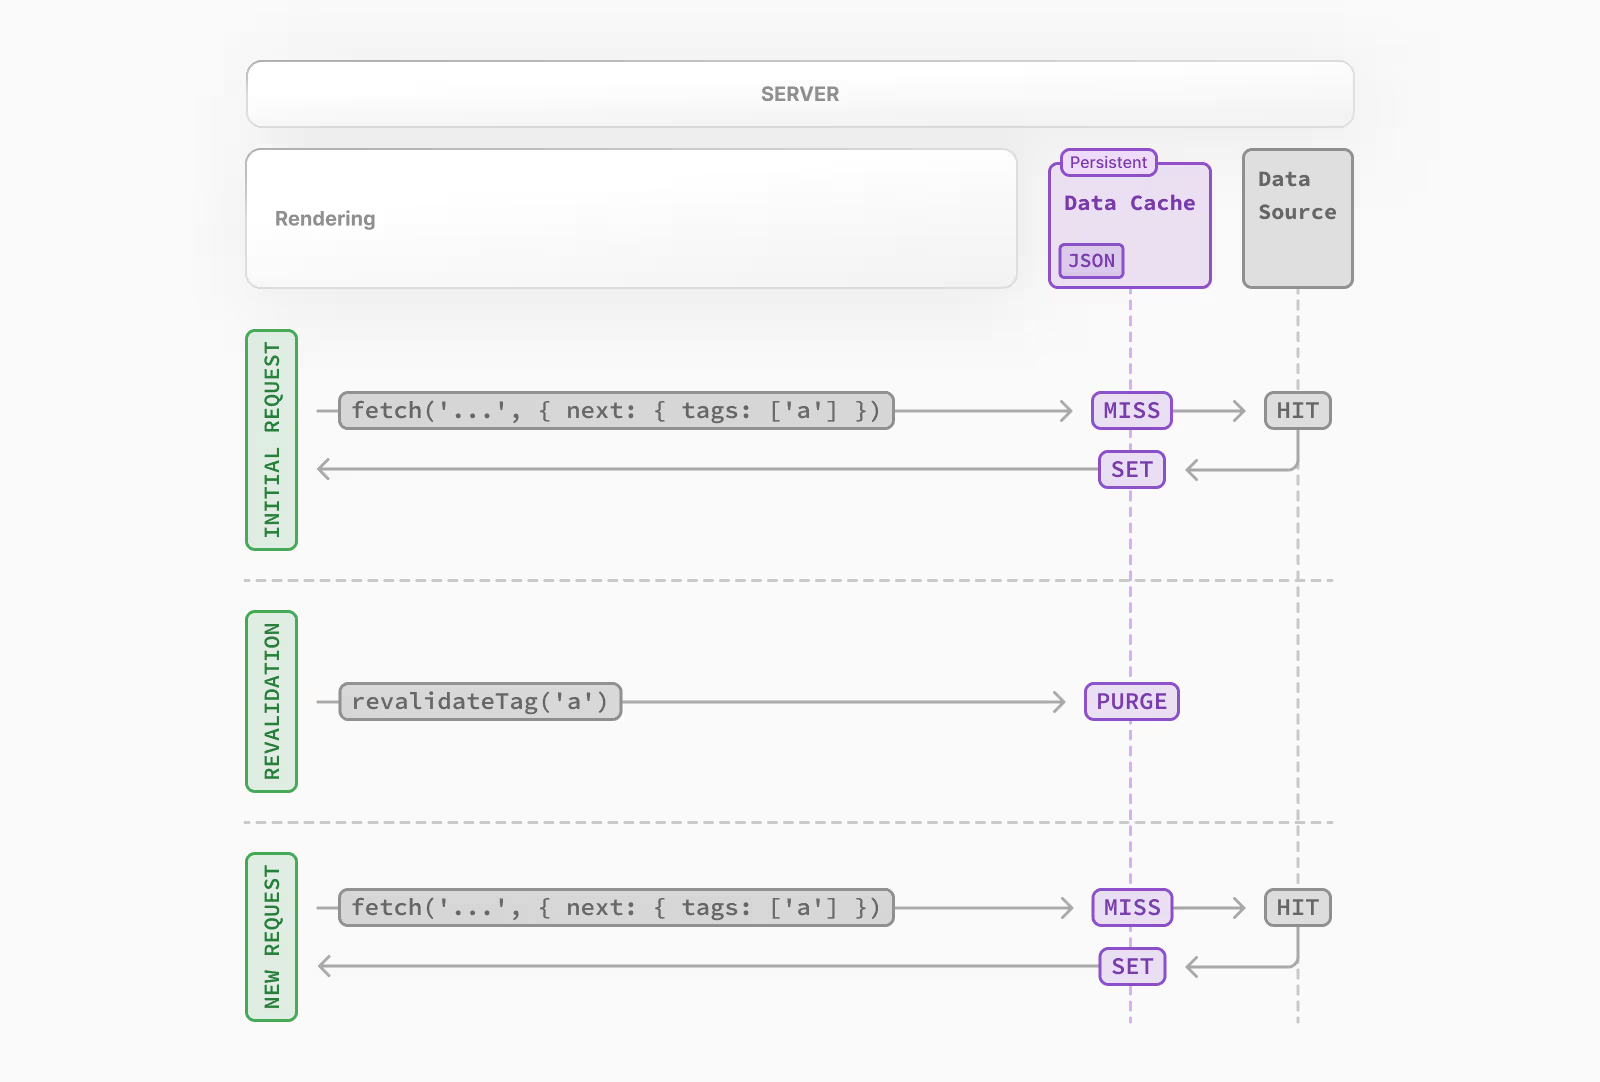 SERVER
Rendering
Persistent
Data Cache
JSON
Data
Source
INITIAL REQUEST
fetch('...', { next: { tags: ['a'] })
MISS
HIT
SET
REVALIDATION
revalidateTag('a')
PURGE
NEW REQUEST
fetch('...', { next: { tags: ['a'] })
MISS
HIT
SET